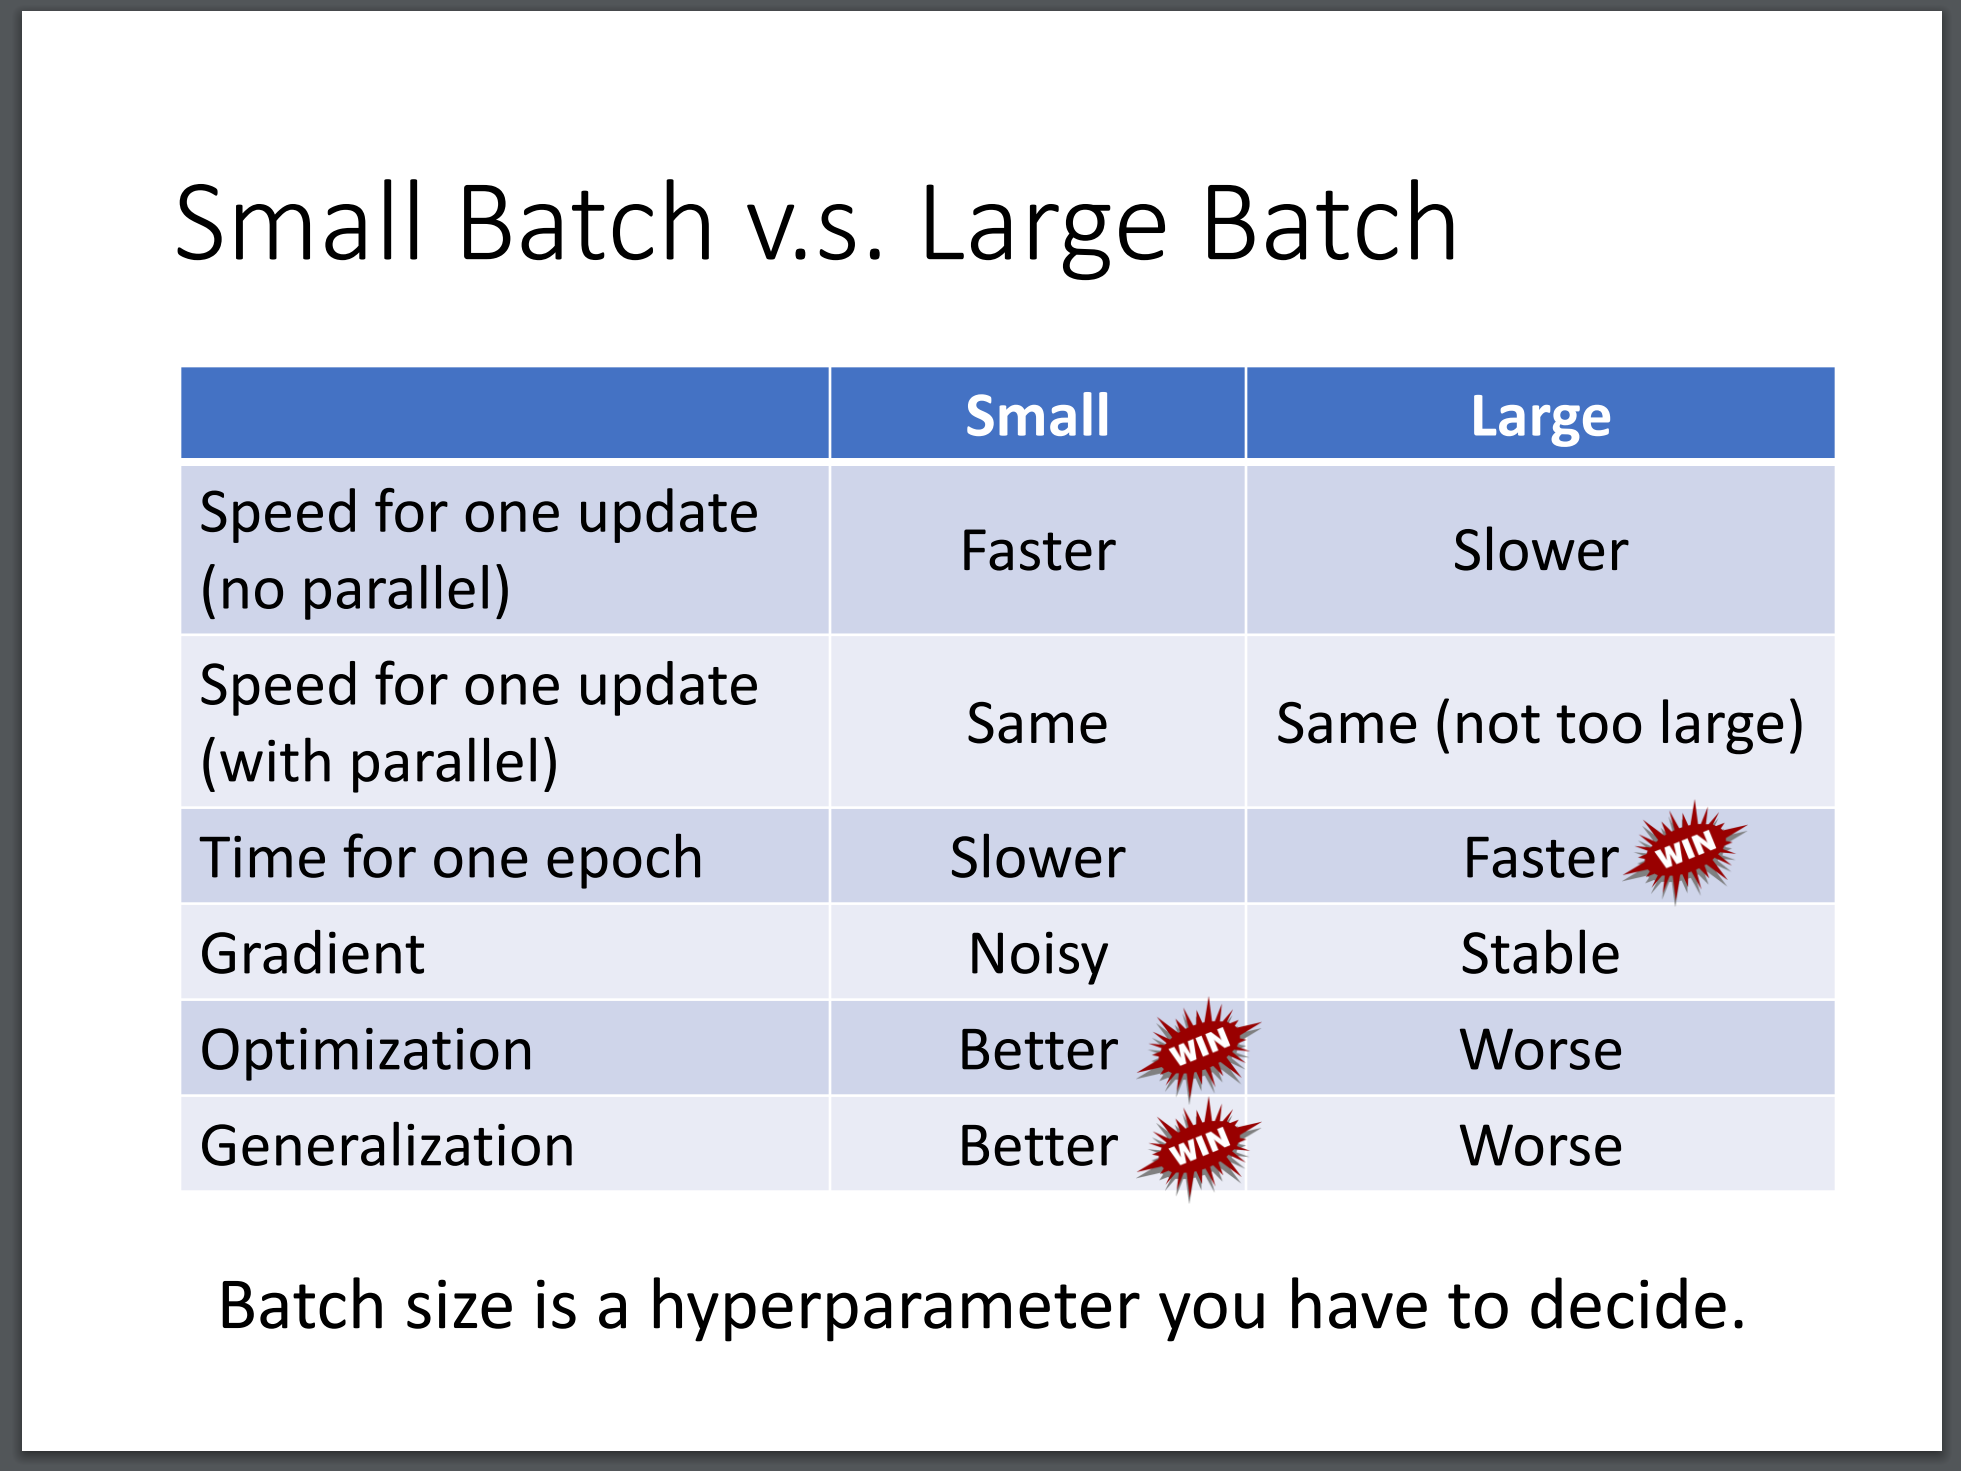 Small Batch v.s. Large Batch
Small Large
Speed for one update
(no parallel)
Faster Slower
Speed for one update
(with parallel)
Same Same (not too large)
Time for one epoch Slower Faster WIN
Gradient Noisy Stable
Optimization Better WIN Worse
Generalization Better WIN Worse
Batch size is a hyperparameter you have to decide.